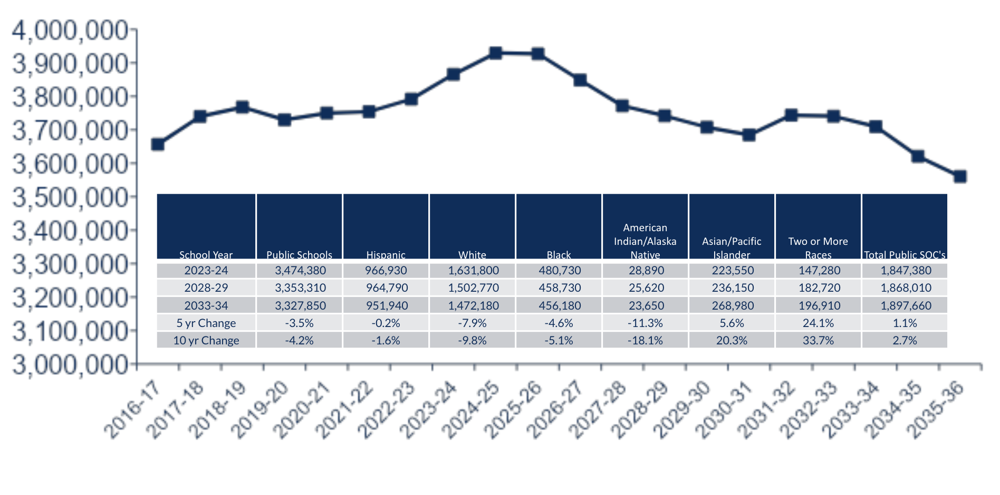 4,000,000
3,900,000
3,800,000
3,700,000
3,600,000
3,500,000
3,400,000
3,300,000
3,200,000
3,100,000
3,000,000
School Year Public Schools Hispanic White Black American Indian/Alaska Native Asian/Pacific Islander Two or More Races Total Public SOC's
2023-24 3,474,380 966,930 1,631,800 480,730 28,890 223,550 147,280 1,847,380
2028-29 3,353,310 964,790 1,502,770 458,730 25,620 236,150 182,720 1,868,010
2033-34 3,327,850 951,940 1,472,180 456,180 23,650 268,980 196,910 1,897,660
5 yr Change -3.5% -0.2% -7.9% -4.6% -11.3% 5.6% 24.1% 1.1%
10 yr Change -4.2% -1.6% -9.8% -5.1% -18.1% 20.3% 33.7% 2.7%
2016-17 2017-18 2018-19 2019-20 2020-21 2021-22 2022-23 2023-24 2024-25 2025-26 2026-27 2027-28 2028-29 2029-30 2030-31 2031-32 2032-33 2033-34 2034-35 2035-36